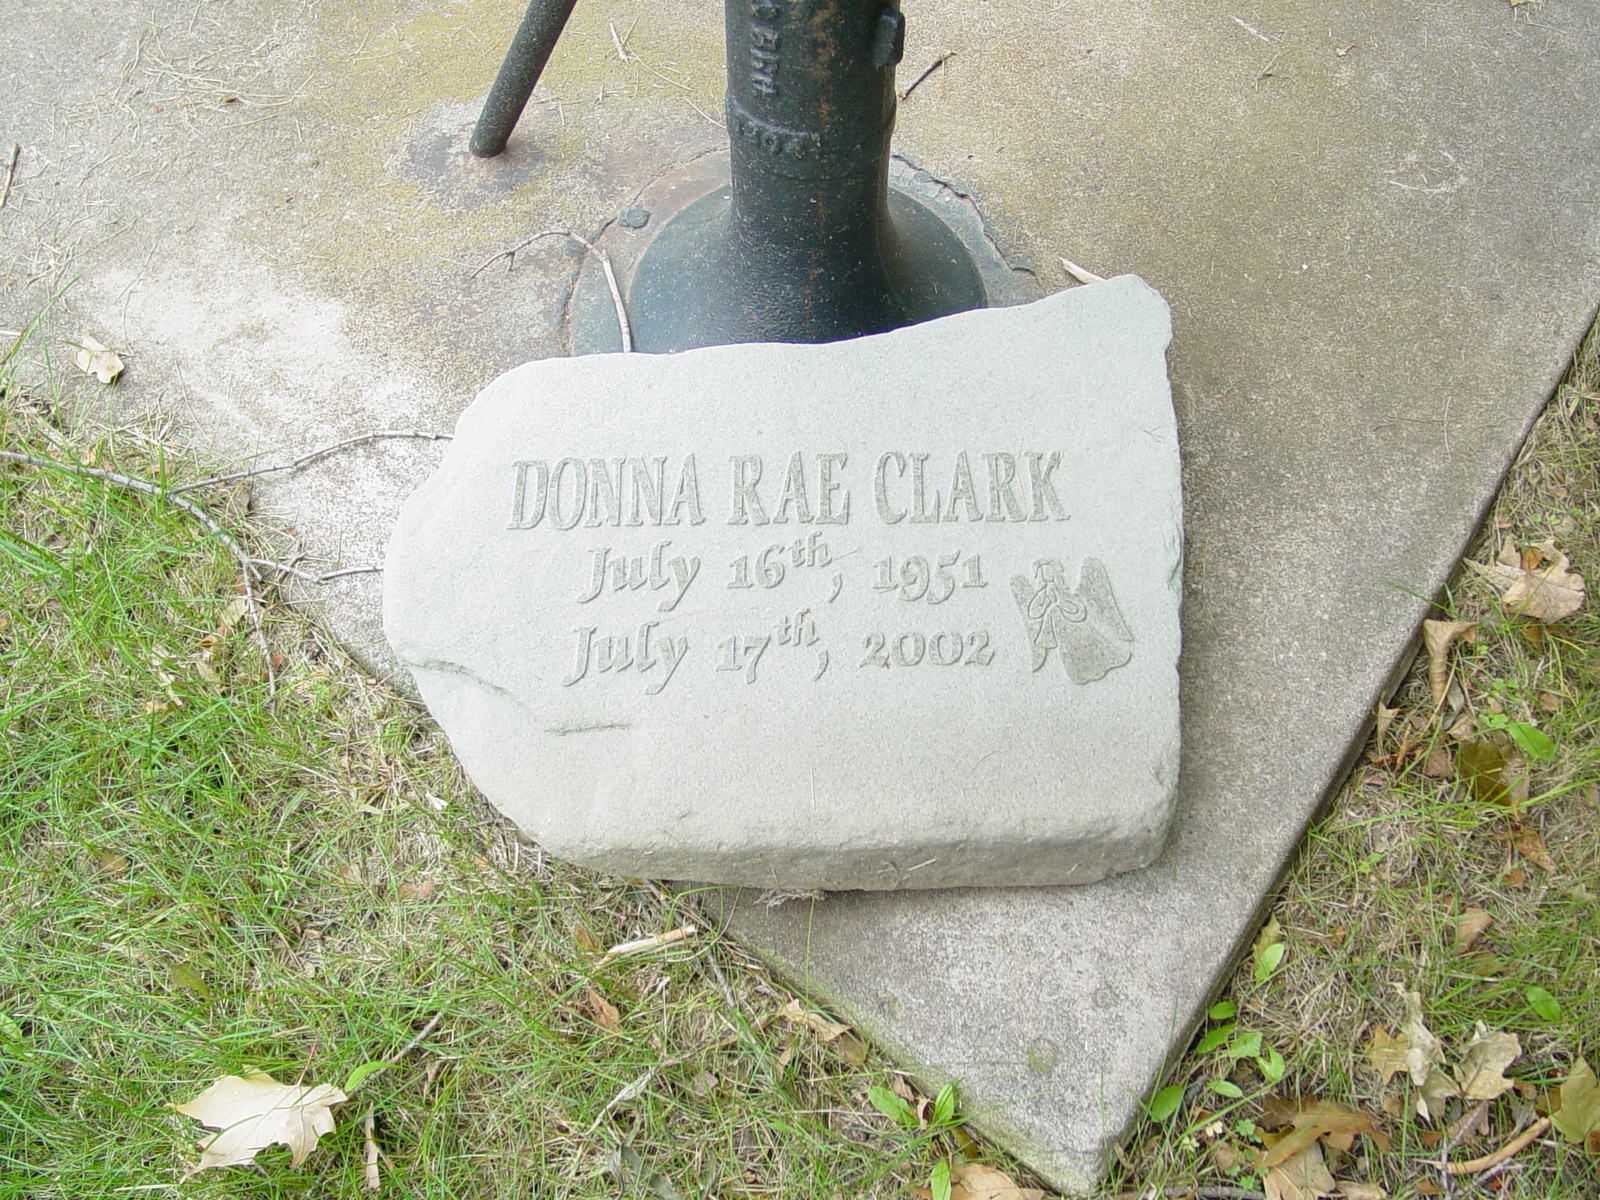 DONNA RAE CLARK
July 16th, 1951
July 17th, 2002